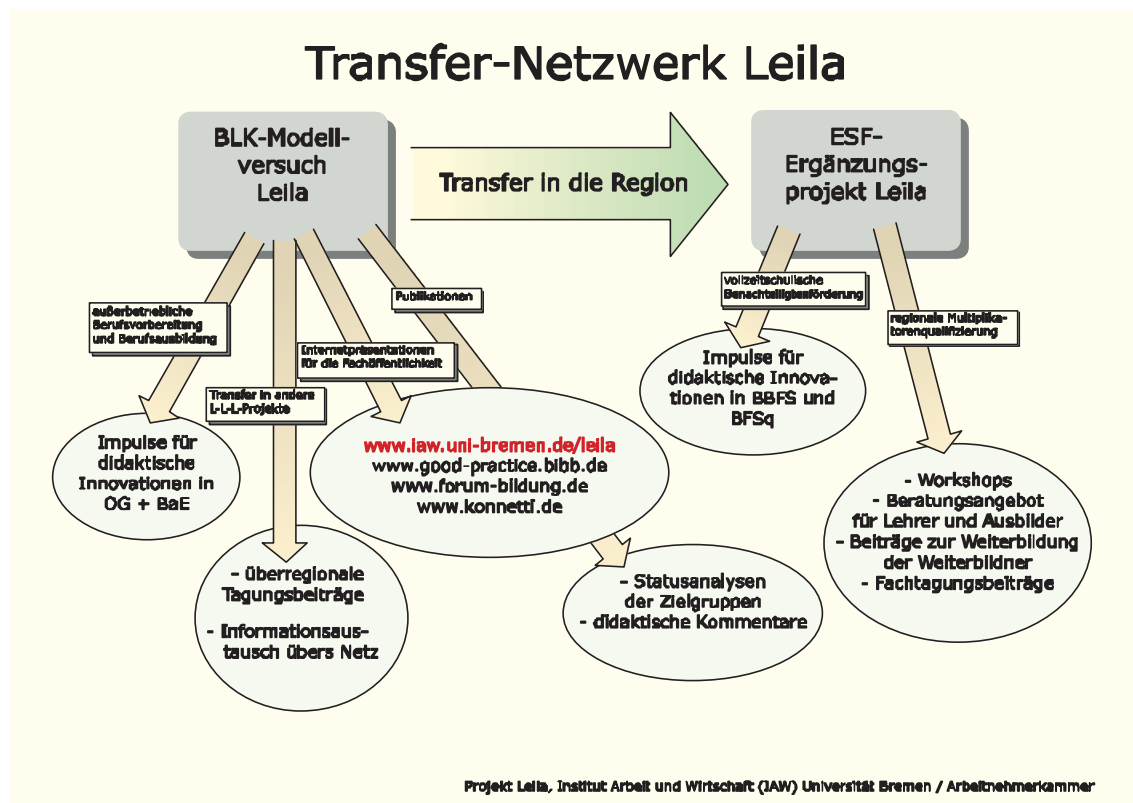 Transfer-Netzwerk Leila
BLK-Modell-
versuch
Leila
Transfer in die Region
ESF-
Ergänzungs-
projekt Leila
außerbetriebliche
Berufsvorbereitung
und Berufsausbildung
Transfer in andere
L-L-L-Projekte
Internetpräsentationen
für die Fachöffentlichkeit
Publikationen
vollzeitschulische
Benachteiligtenförderung
regionale Multiplika-
torenqualifizierung
Impulse für
didaktische
Innovationen in
OG + BaE
- überregionale
Tagungsbeiträge
- Informationsaus-
tausch übers Netz
www.iaw.uni-bremen.de/leila
www.good-practice.bibb.de
www.forum-bildung.de
www.konnetti.de
- Statusanalysen
der Zielgruppen
- didaktische Kommentare
Impulse für
didaktische Innova-
tionen in BBFS und
BFSq
- Workshops
- Beratungsangebot
für Lehrer und Ausbilder
- Beiträge zur Weiterbildung
der Weiterbildner
- Fachtagungsbeiträge
Projekt Leila, Institut Arbeit und Wirtschaft (IAW) Universität Bremen / Arbeitnehmerkammer